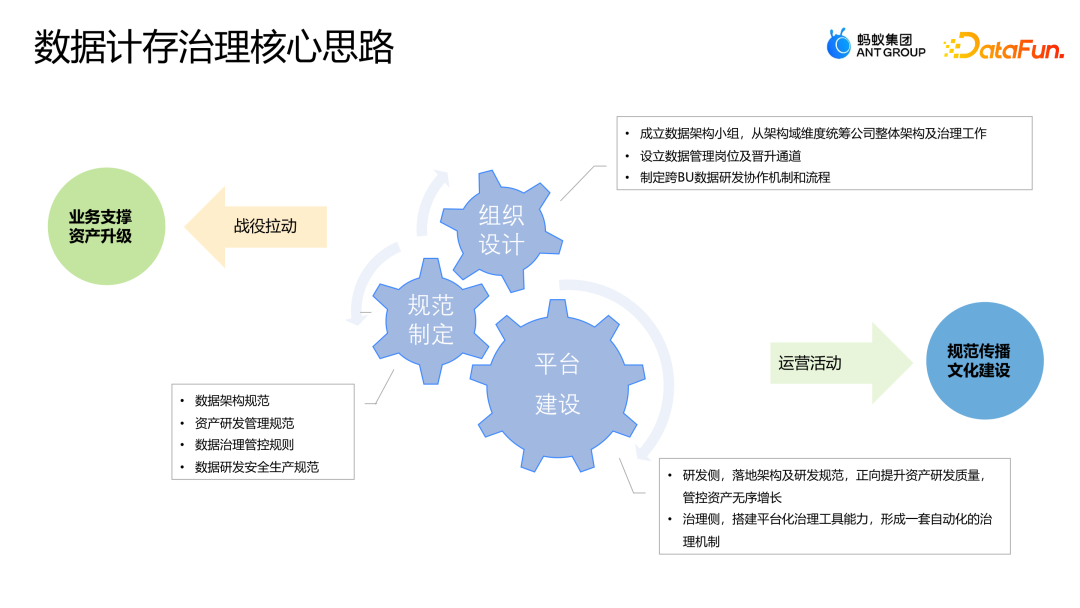 数据计存治理核心思路
蚂蚁集团
ANT GROUP
DataFun.
• 成立数据架构小组，从架构域维度统筹公司整体架构及治理工作
• 设立数据管理岗位及晋升通道
• 制定跨BU数据研发协作机制和流程
业务支撑
资产升级
战役拉动
组织
设计
规范
制定
平台
建设
运营活动
规范传播
文化建设
• 数据架构规范
• 资产研发管理规范
• 数据治理管控规则
• 数据研发安全生产规范
• 研发侧，落地架构及研发规范，正向提升资产研发质量，
管控资产无序增长
• 治理侧，搭建平台化治理工具能力，形成一套自动化的治
理机制